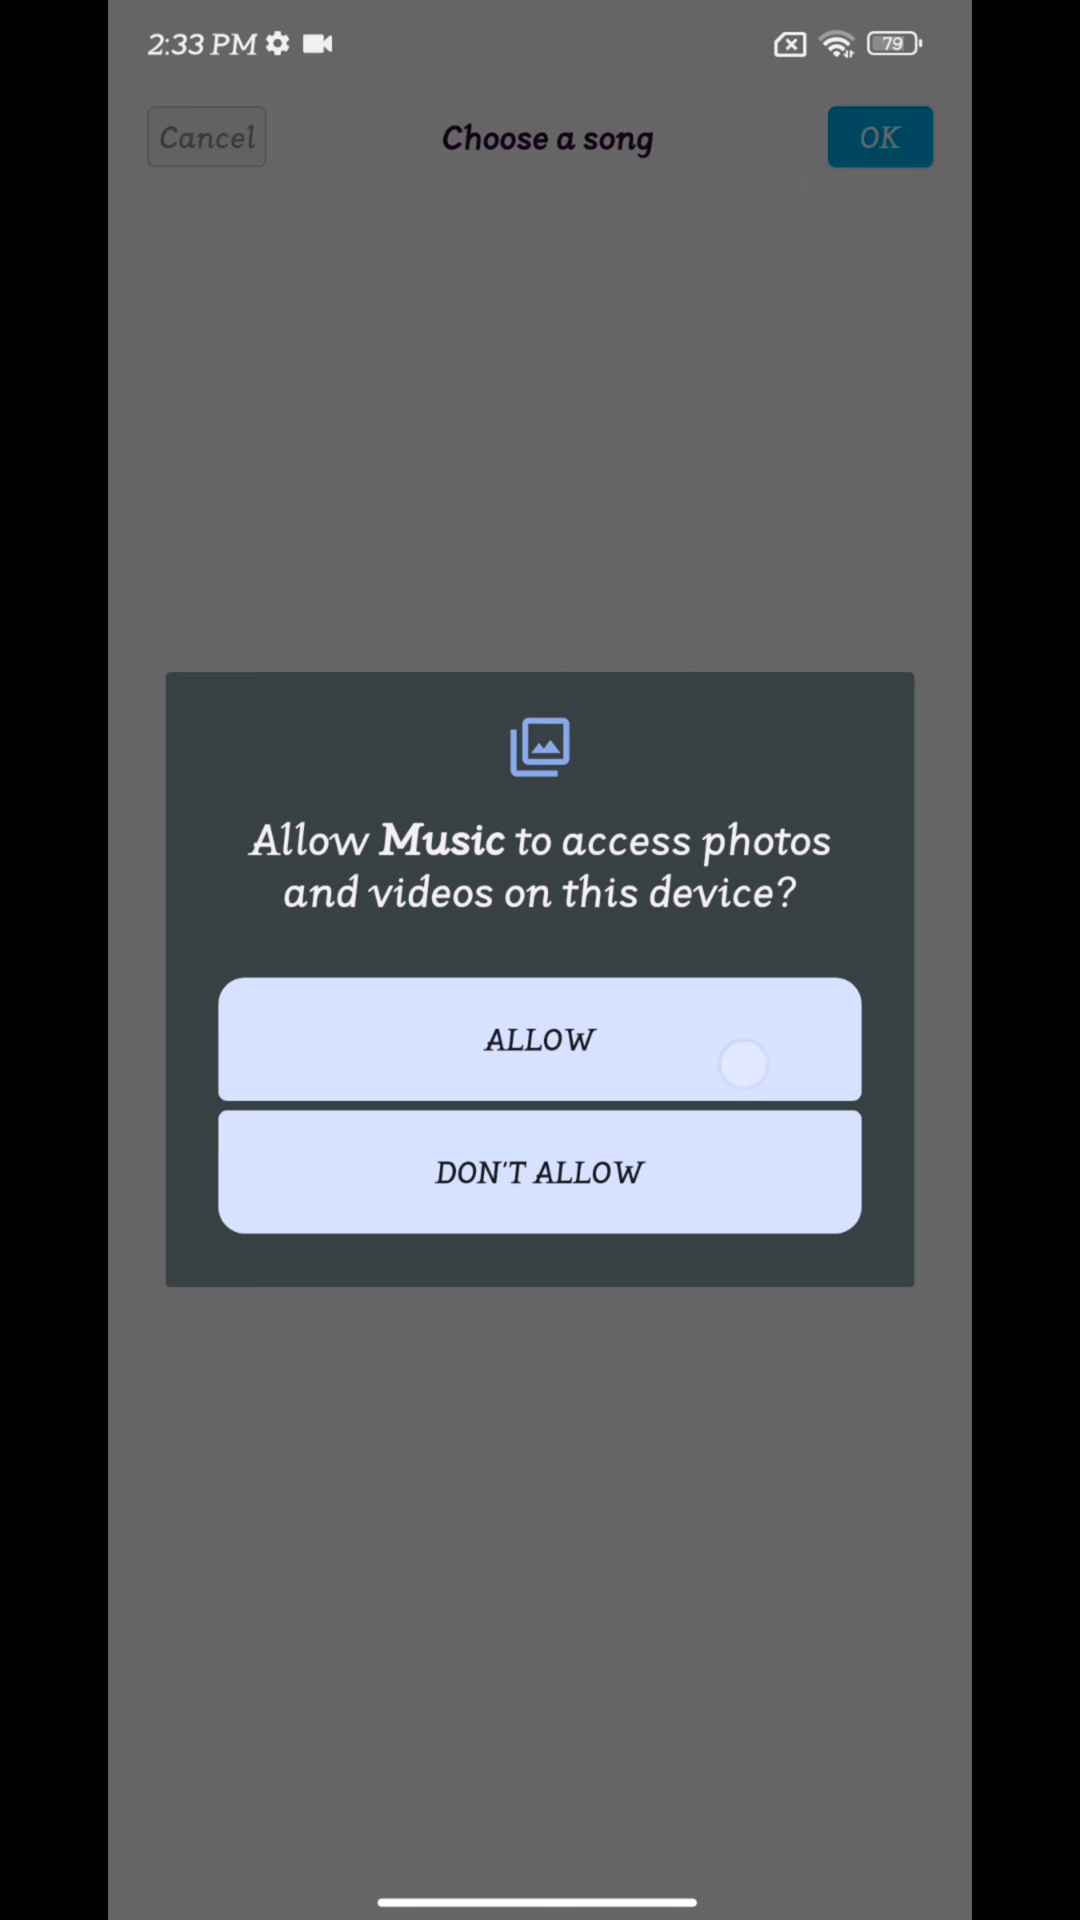 2:33 PM 79
Cancel Choose a song OK
Allow Music to access photos
and videos on this device?
ALLOW
DON'T ALLOW